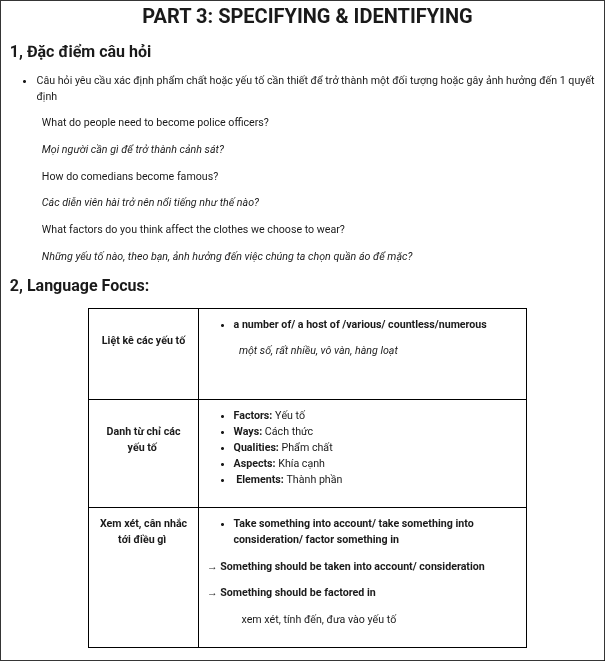 PART 3: SPECIFYING & IDENTIFYING
1, Đặc điểm câu hỏi
• Câu hỏi yêu cầu xác định phẩm chất hoặc yếu tố cần thiết để trở thành một đối tượng hoặc gây ảnh hưởng đến 1 quyết
định
What do people need to become police officers?
Mọi người cần gì để trở thành cảnh sát?
How do comedians become famous?
Các diễn viên hài trở nên nổi tiếng như thế nào?
What factors do you think affect the clothes we choose to wear?
Những yếu tố nào, theo bạn, ảnh hưởng đến việc chúng ta chọn quần áo để mặc?
2, Language Focus:
Liệt kê các yếu tố
• a number of/ a host of /various/ countless/numerous
một số, rất nhiều, vô vàn, hàng loạt
Danh từ chỉ các
yếu tố
• Factors: Yếu tố
• Ways: Cách thức
• Qualities: Phẩm chất
• Aspects: Khía cạnh
• Elements: Thành phần
Xem xét, cân nhắc
tới điều gì
• Take something into account/ take something into
consideration/ factor something in
→ Something should be taken into account/ consideration
→ Something should be factored in
xem xét, tính đến, đưa vào yếu tố